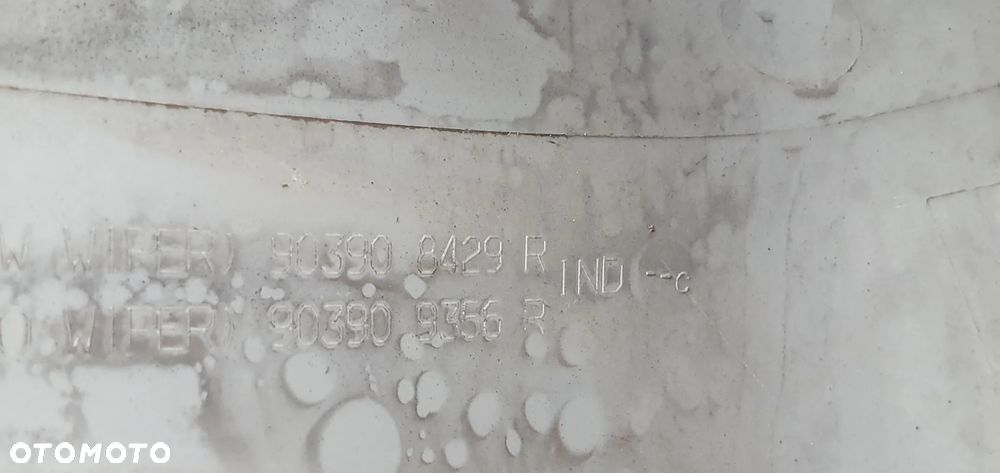 W WIPER) 90390 8429 R
IND --c
O WIPER) 90390 9356 R
OTOMOTO